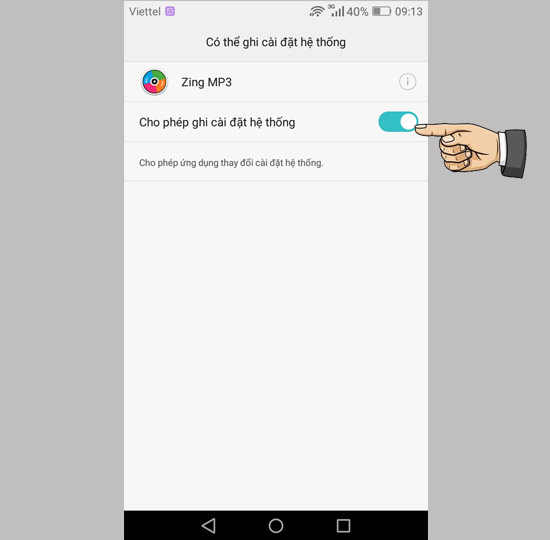 Viettel 3G 40% 09:13
Có thể ghi cài đặt hệ thống
Zing MP3
Cho phép ghi cài đặt hệ thống
Cho phép ứng dụng thay đổi cài đặt hệ thống.